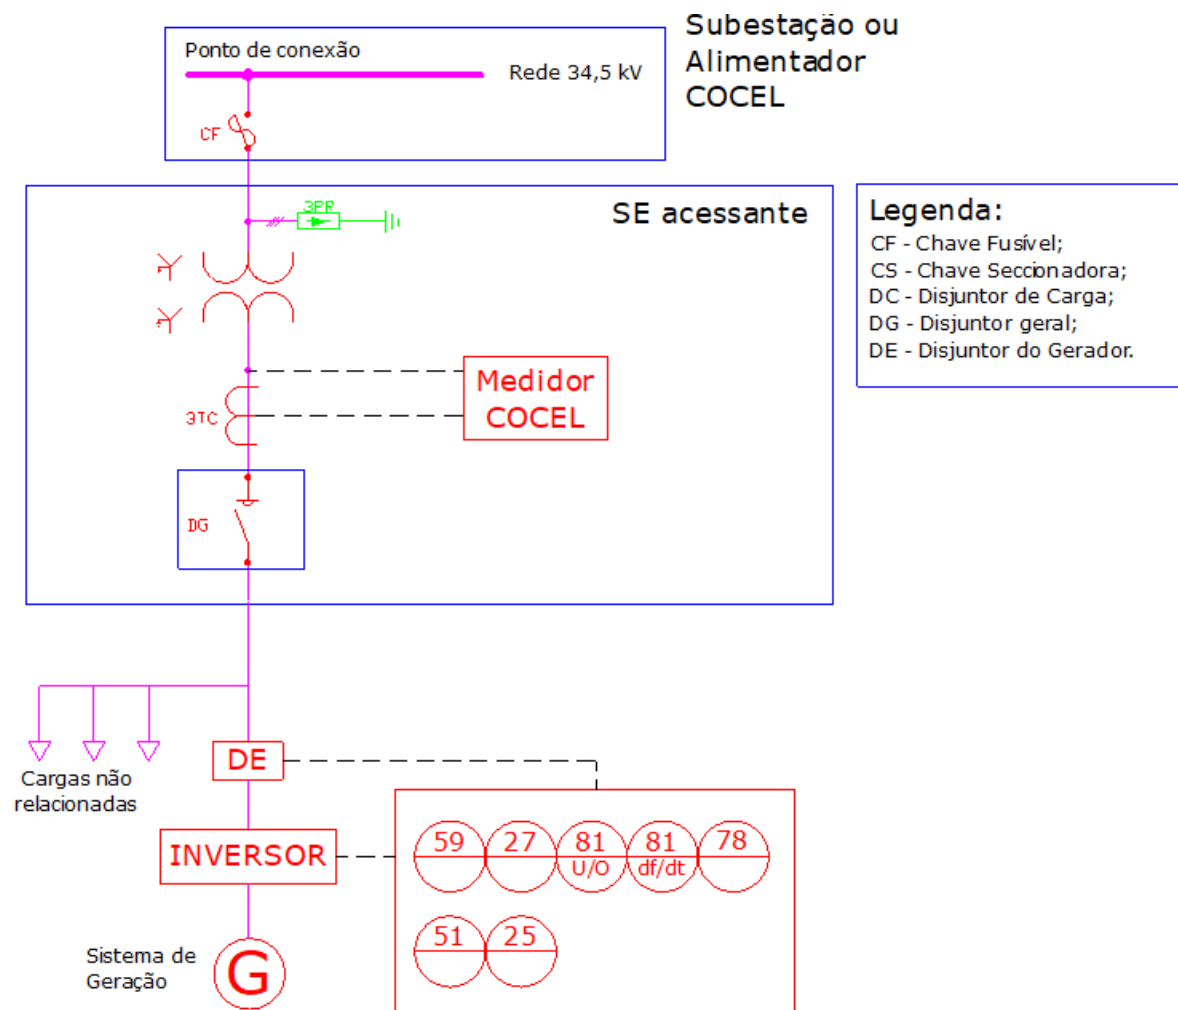 Subestação ou
Alimentador
COCEL
Ponto de conexão
Rede 34,5 kV
CF
SE acessante
3PR
Legenda:
CF - Chave Fusível;
CS - Chave Seccionadora;
DC - Disjuntor de Carga;
DG - Disjuntor geral;
DE - Disjuntor do Gerador.
Medidor
COCEL
3TC
DG
DE
Cargas não
relacionadas
INVERSOR
59 27 81 81 78
U/O df/dt
51 25
Sistema de
Geração
G